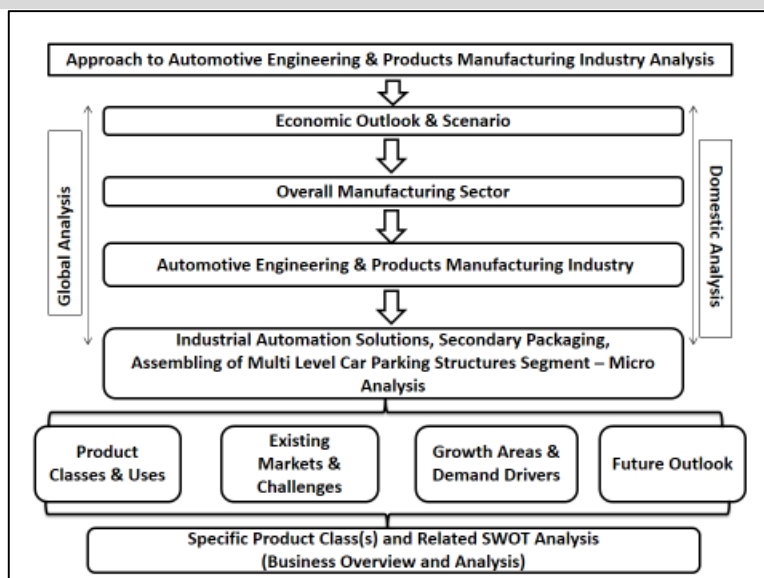 Approach to Automotive Engineering & Products Manufacturing Industry Analysis
Economic Outlook & Scenario
Global Analysis
Domestic Analysis
Overall Manufacturing Sector
Automotive Engineering & Products Manufacturing Industry
Industrial Automation Solutions, Secondary Packaging,
Assembling of Multi Level Car Parking Structures Segment – Micro
Analysis
Product
Classes & Uses
Existing
Markets &
Challenges
Growth Areas &
Demand Drivers
Future Outlook
Specific Product Class(s) and Related SWOT Analysis
(Business Overview and Analysis)